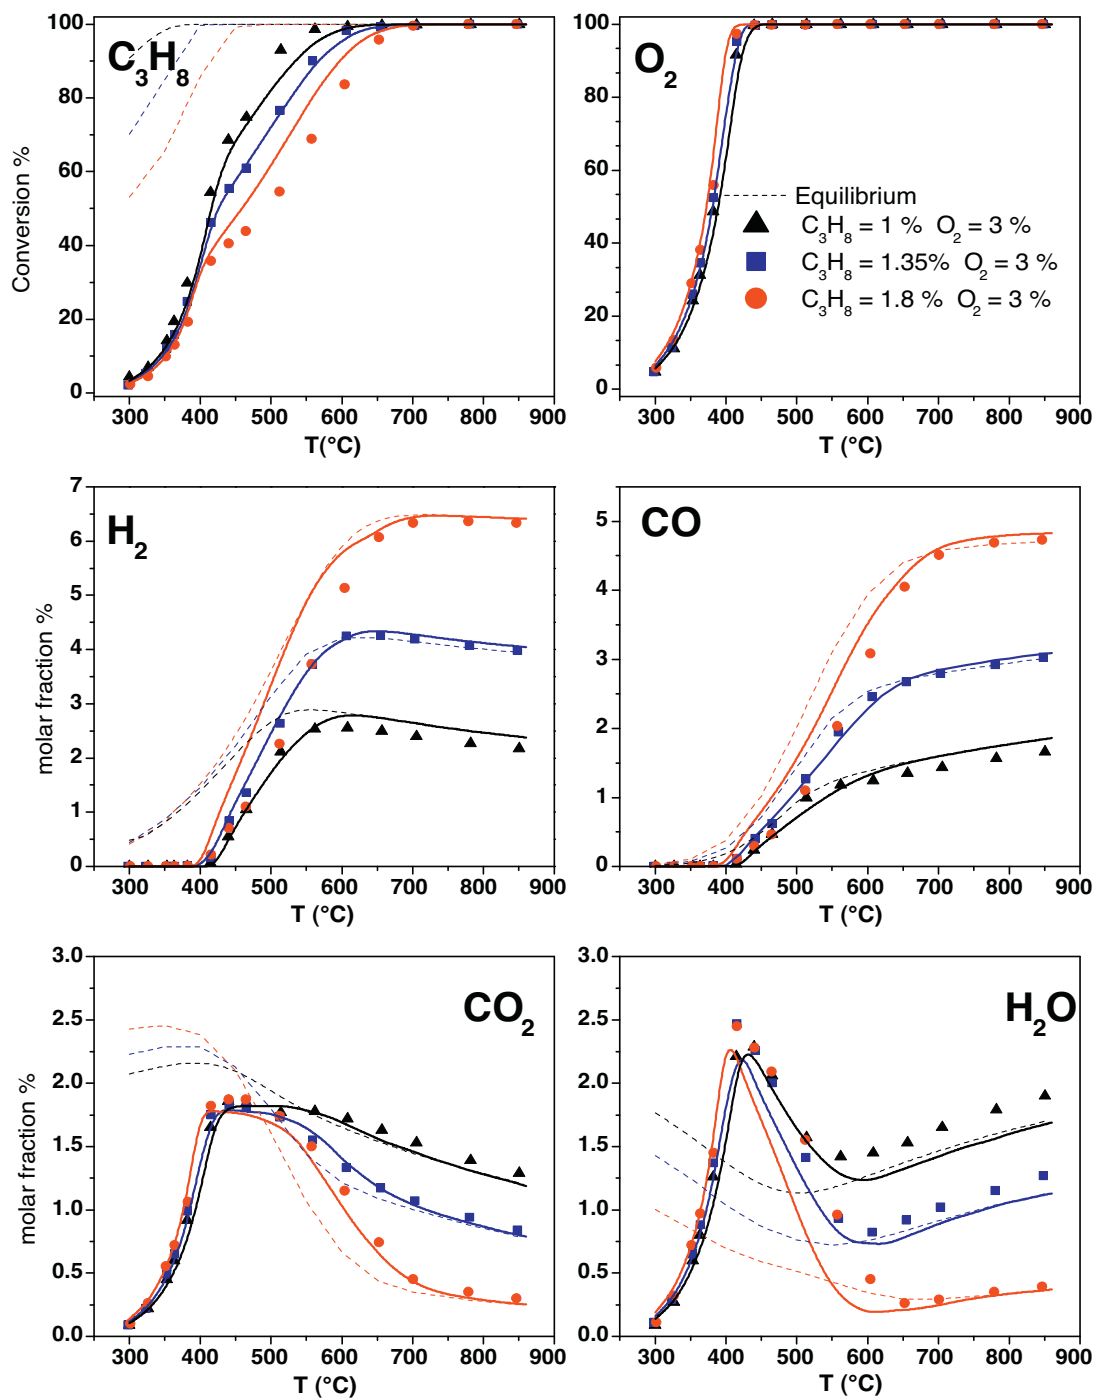 C3H8
Conversion %
100
80
60
40
20
0
300 400 500 600 700 800 900
T(°C)
O2
100
80
60
40
20
0
Equilibrium
C3H8 = 1 % O2 = 3 %
C3H8 = 1.35% O2 = 3 %
C3H8 = 1.8 % O2 = 3 %
300 400 500 600 700 800 900
T (°C)
H2
molar fraction %
7
6
5
4
3
2
1
0
300 400 500 600 700 800 900
T (°C)
CO
5
4
3
2
1
0
300 400 500 600 700 800 900
T (°C)
CO2
molar fraction %
3.0
2.5
2.0
1.5
1.0
0.5
0.0
300 400 500 600 700 800 900
T (°C)
H2O
3.0
2.5
2.0
1.5
1.0
0.5
0.0
300 400 500 600 700 800 900
T (°C)